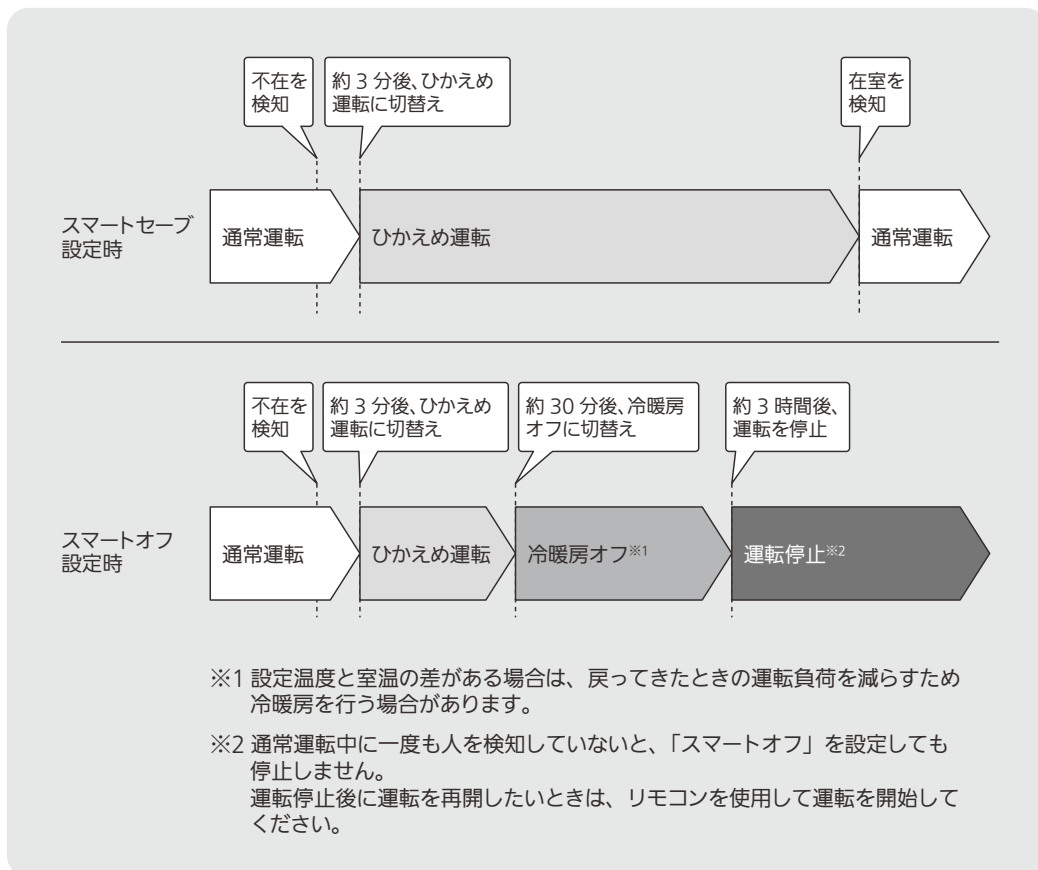 不在を
検知
約 3 分後、ひかえめ
運転に切替え
在室を
検知
スマートセーブ
設定時
通常運転
ひかえめ運転
通常運転
不在を
検知
約 3 分後、ひかえめ
運転に切替え
約 30 分後、冷暖房
オフに切替え
約 3 時間後、
運転を停止
スマートオフ
設定時
通常運転
ひかえめ運転
冷暖房オフ※1
運転停止※2
※1 設定温度と室温の差がある場合は、戻ってきたときの運転負荷を減らすため
冷暖房を行う場合があります。
※2 通常運転中に一度も人を検知していないと、「スマートオフ」を設定しても
停止しません。
運転停止後に運転を再開したいときは、リモコンを使用して運転を開始して
ください。